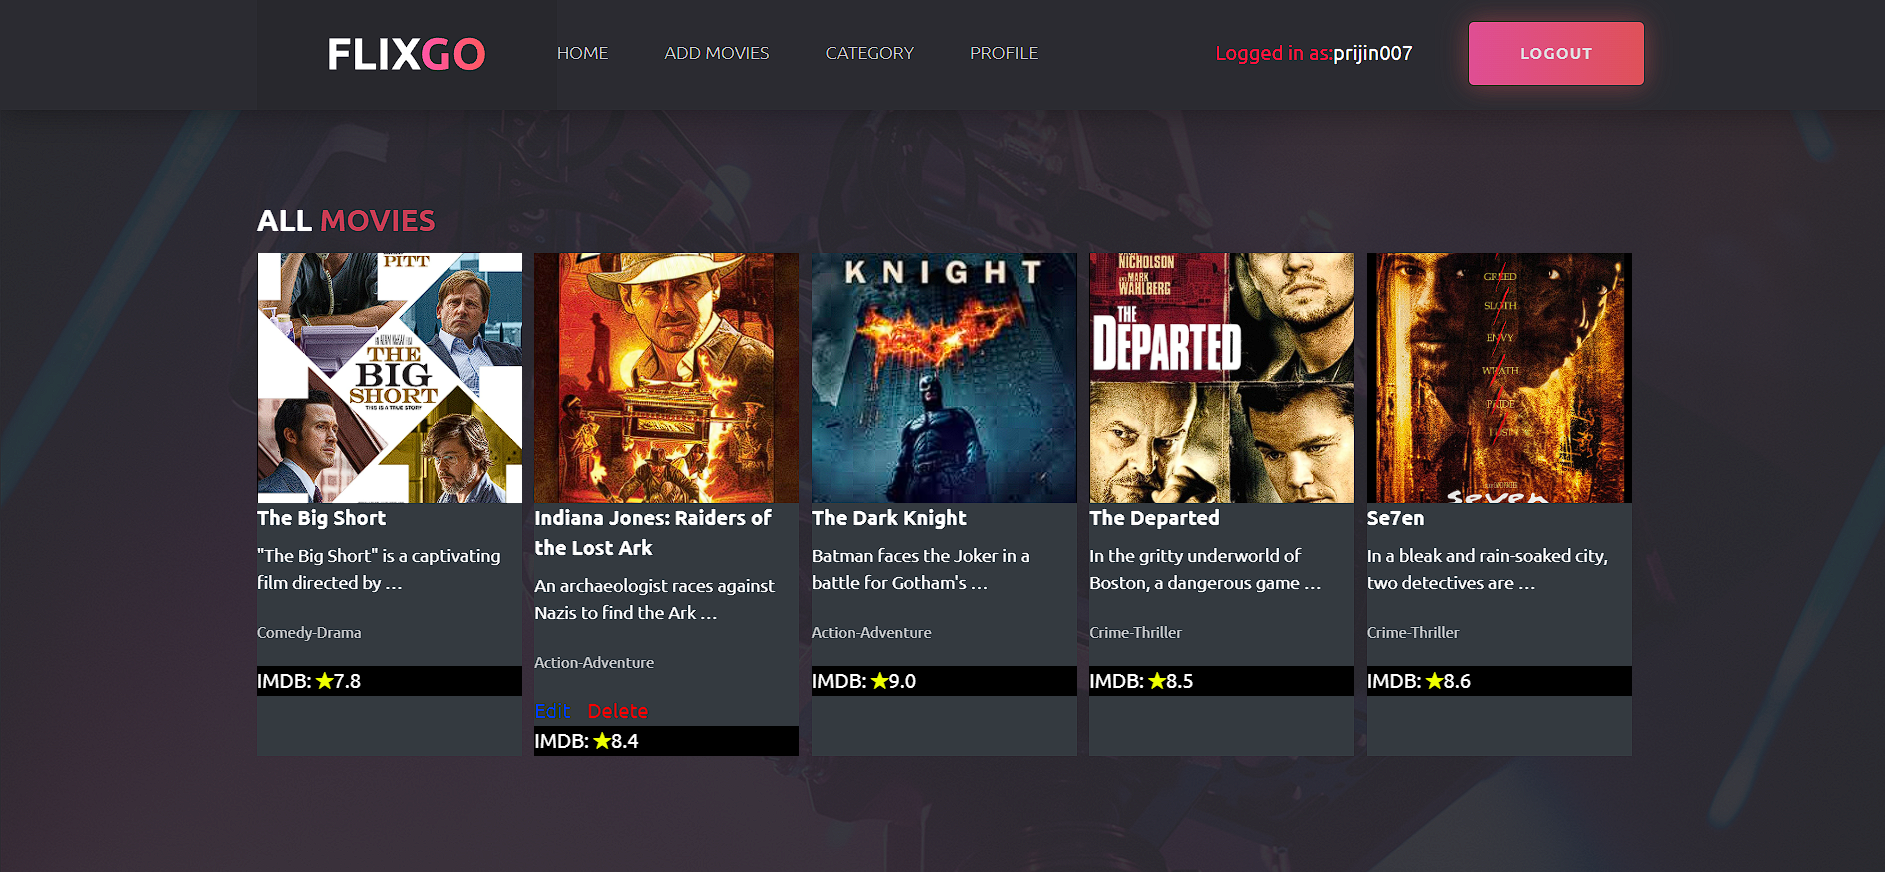 FLIXGO
HOME
ADD MOVIES
CATEGORY
PROFILE
Logged in as:prijin007
LOGOUT
ALL MOVIES
PITT
THE
BIG
SHORT
THIS IS A TRUE STORY
KNIGHT
NICHOLSON
MARK
WAHLBERG
THE
DEPARTED
GREED
SLOTH
ENVY
WRATH
PRIDE
LUST
seven
The Big Short
"The Big Short" is a captivating
film directed by …
Comedy-Drama
IMDB: ★7.8
Indiana Jones: Raiders of
the Lost Ark
An archaeologist races against
Nazis to find the Ark …
Action-Adventure
Edit Delete
IMDB: ★8.4
The Dark Knight
Batman faces the Joker in a
battle for Gotham's …
Action-Adventure
IMDB: ★9.0
The Departed
In the gritty underworld of
Boston, a dangerous game …
Crime-Thriller
IMDB: ★8.5
Se7en
In a bleak and rain-soaked city,
two detectives are …
Crime-Thriller
IMDB: ★8.6